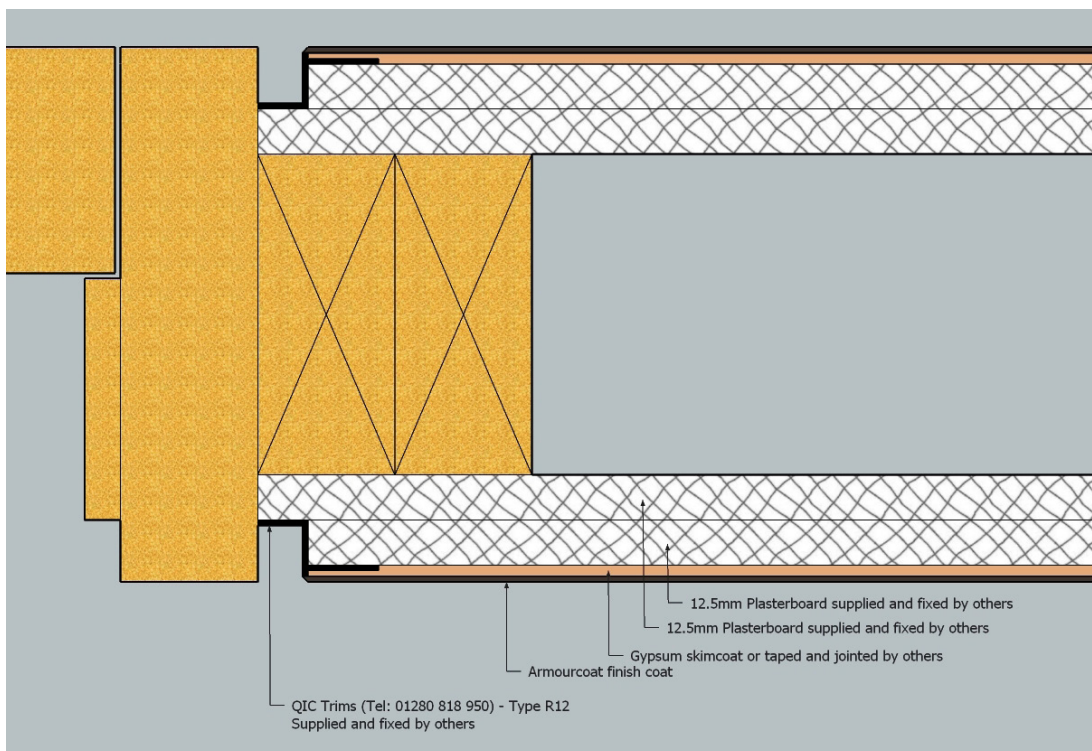 12.5mm Plasterboard supplied and fixed by others
12.5mm Plasterboard supplied and fixed by others
Gypsum skimcoat or taped and jointed by others
Armourcoat finish coat
QIC Trims (Tel: 01280 818 950) - Type R12
Supplied and fixed by others